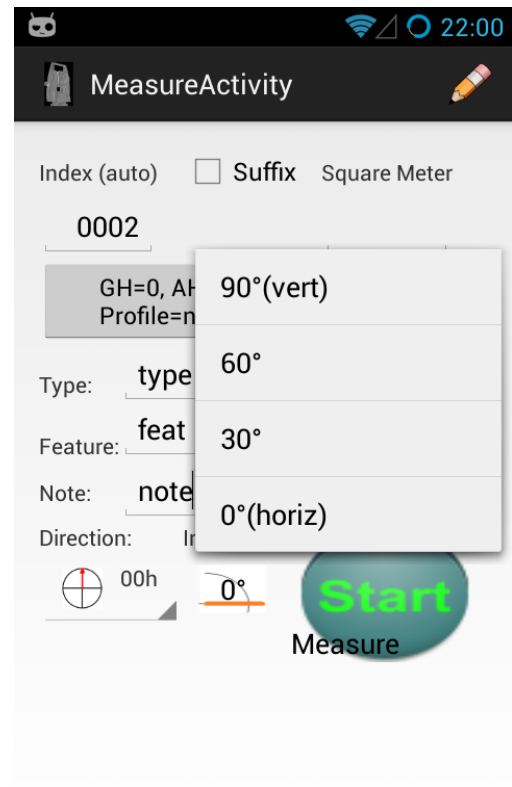 22:00
MeasureActivity
Index (auto) Suffix Square Meter
0002
GH=0, AH
Profile=n
90°(vert)
60°
30°
0°(horiz)
Type: type
Feature: feat
Note: note
Direction:
00h 0° Start
Measure